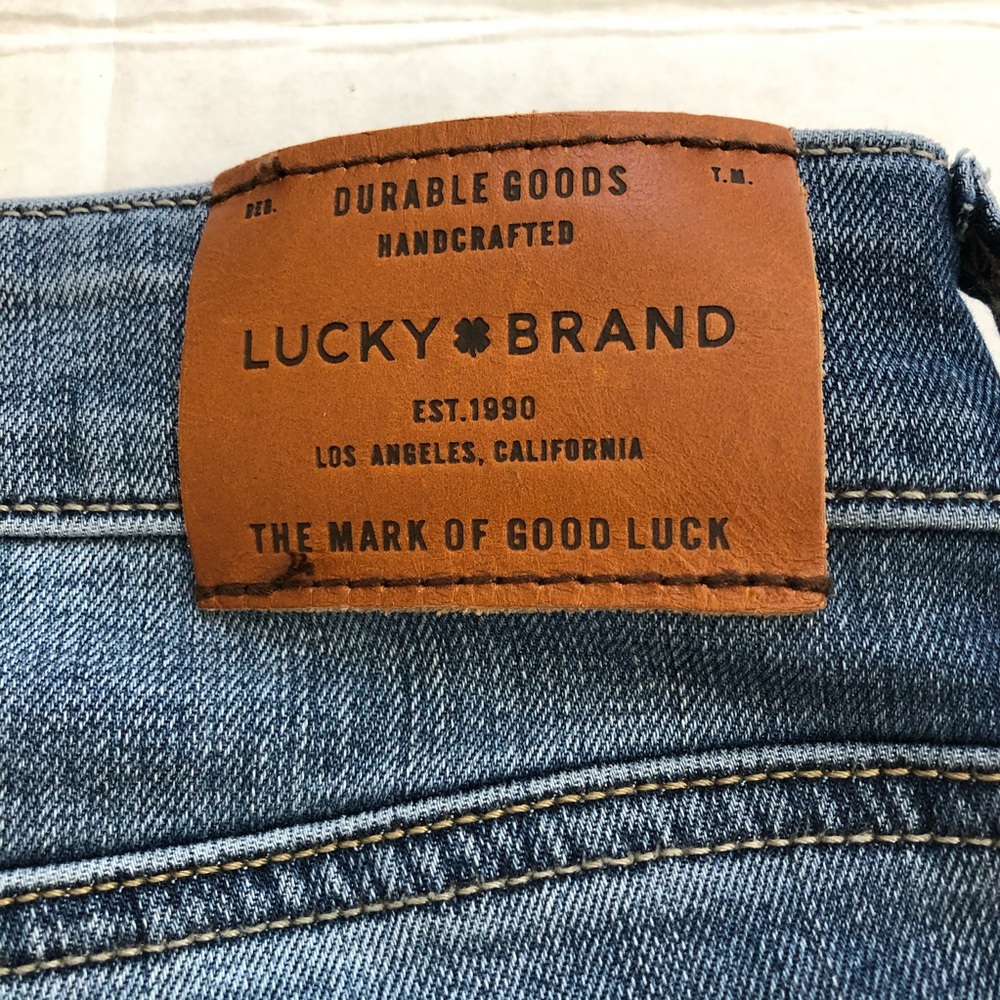 DURABLE GOODS
REG. T.M.
HANDCRAFTED
LUCKY BRAND
EST.1990
LOS ANGELES, CALIFORNIA
THE MARK OF GOOD LUCK